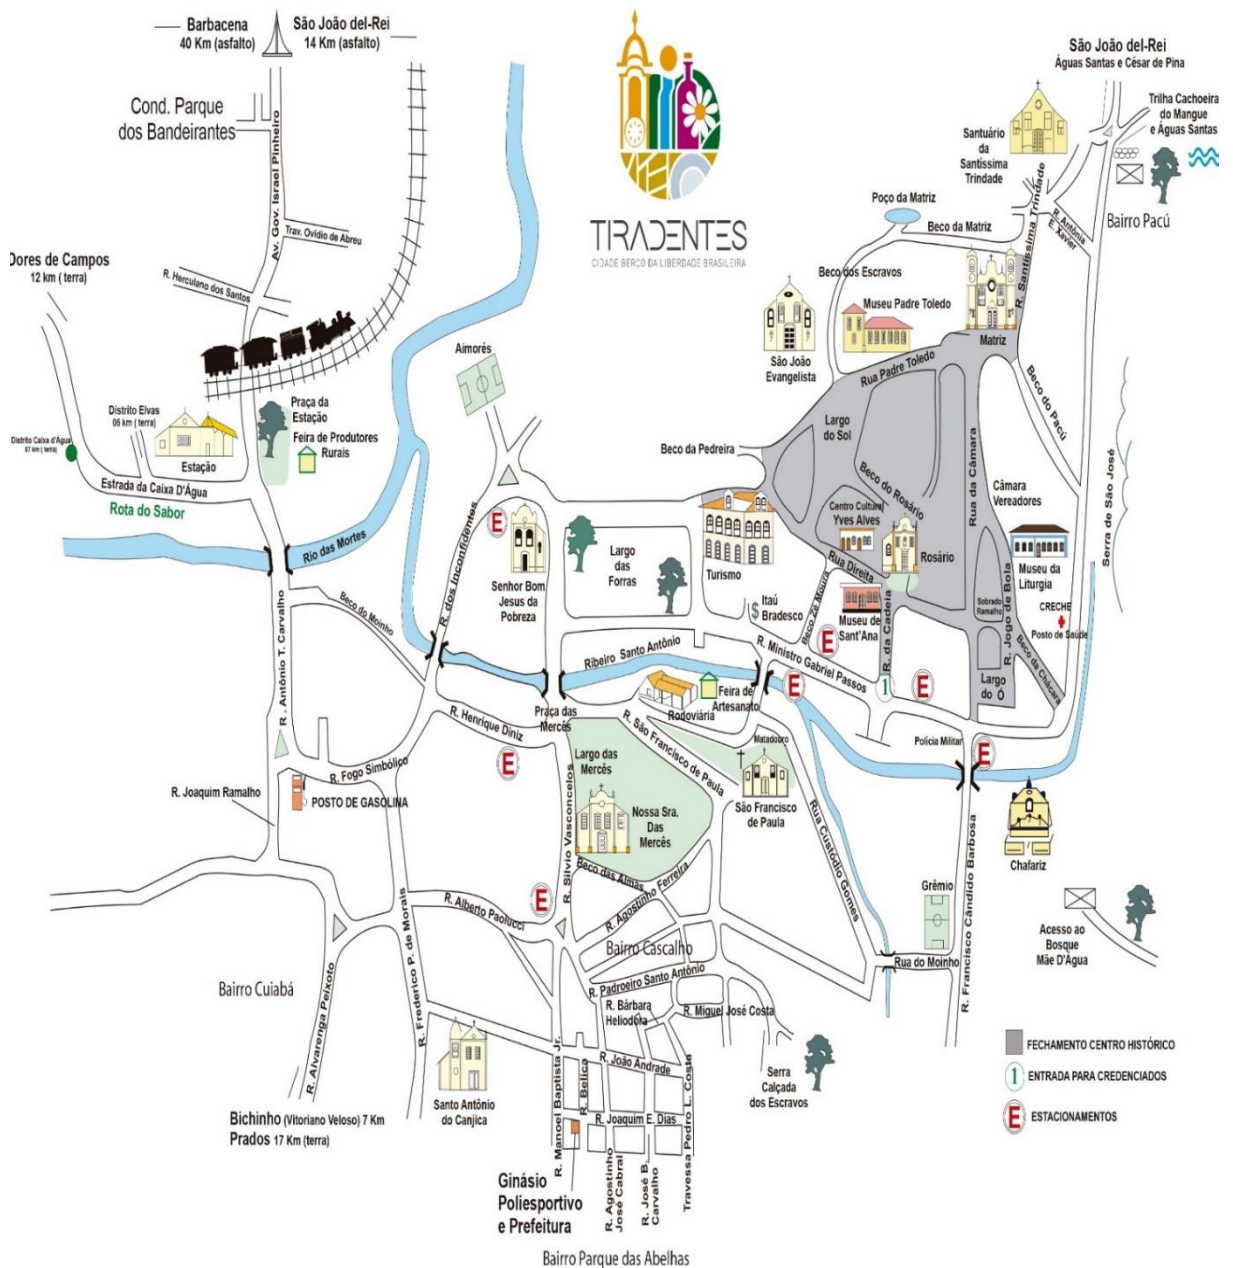 Barbacena
40 Km (asfalto)
São João del-Rei
14 Km (asfalto)
Cond. Parque
dos Bandeirantes
Av. Gov. Israel Pinheiro
Trav. Ovidio de Abreu
R. Herculano dos Santos
Dores de Campos
12 km ( terra)
TIRADENTES
CIDADE BERÇO DA LIBERDADE BRASILEIRA
São João del-Rei
Águas Santas e César de Pina
Trilha Cachoeira
do Mangue
e Águas Santas
Santuário
da
Santíssima
Trindade
Bairro Pacú
R. Antônia
E. Xavier
R. Santíssima Trindade
Poço da Matriz
Beco da Matriz
Beco dos Escravos
Museu Padre Toledo
Matriz
São João
Evangelista
Rua Padre Toledo
Beco do Pacú
Serra de São José
Aimorés
Praça da
Estação
Feira de Produtores
Rurais
Distrito Elvas
06 km ( terra)
Distrito Caixa d'Água
07 km ( terra)
Estação
Estrada da Caixa D'Água
Rota do Sabor
Rio das Mortes
Largo
do Sol
Beco da Pedreira
Beco do Rosário
Rua da Câmara
Câmara
Vereadores
Centro Cultural
Yves Alves
Rosário
Rua Direita
Museu da
Liturgia
Turismo
Largo
das
Forras
E
Senhor Bom
Jesus da
Pobreza
R. dos Inconfidentes
Beco do Moinho
R. Antônio T. Carvalho
$
Itaú
Bradesco
Beco Zé Moura
E
Museu de
Sant'Ana
R. da Cadeia
Sobrado
Ramalho
R. Jogo de Bola
CRECHE
Posto de Saúde
Beco da Chácara
Largo
do Ó
Ribeiro Santo Antônio
R. Ministro Gabriel Passos
1
E
E
Rodoviária
Feira de
Artesanato
Praça das
Mercês
R. Henrique Diniz
E
R. São Francisco de Paula
Matadouro
São Francisco
de Paula
Polícia Militar
E
Chafariz
R. Fogo Simbólico
R. Joaquim Ramalho
POSTO DE GASOLINA
Largo das
Mercês
Nossa Sra.
Das
Mercês
R. Silvio Vasconcelos
Beco das Almas
R. Agostinho Ferreira
Rua Custódio Gomes
R. Francisco Cândido Barbosa
Grêmio
Rua do Moinho
Acesso ao
Bosque
Mãe D'Água
E
R. Alberto Paolucci
R. Frederico P. de Morais
Bairro Cascalho
R. Padroeiro Santo Antônio
R. Bárbara
Heliodora
R. Miguel José Costa
Bairro Cuiabá
R. Alvarenga Peixoto
Santo Antônio
do Canjica
R. Manoel Baptista Jr.
R. Belica
R. João Andrade
R. Joaquim E. Dias
Travessa Pedro L. Costa
Serra
Calçada
dos Escravos
R. Agostinho
José Cabral
R. José B.
Carvalho
Bichinho (Vitoriano Veloso) 7 Km
Prados 17 Km (terra)
Ginásio
Poliesportivo
e Prefeitura
Bairro Parque das Abelhas
FECHAMENTO CENTRO HISTÓRICO
1 ENTRADA PARA CREDENCIADOS
E ESTACIONAMENTOS